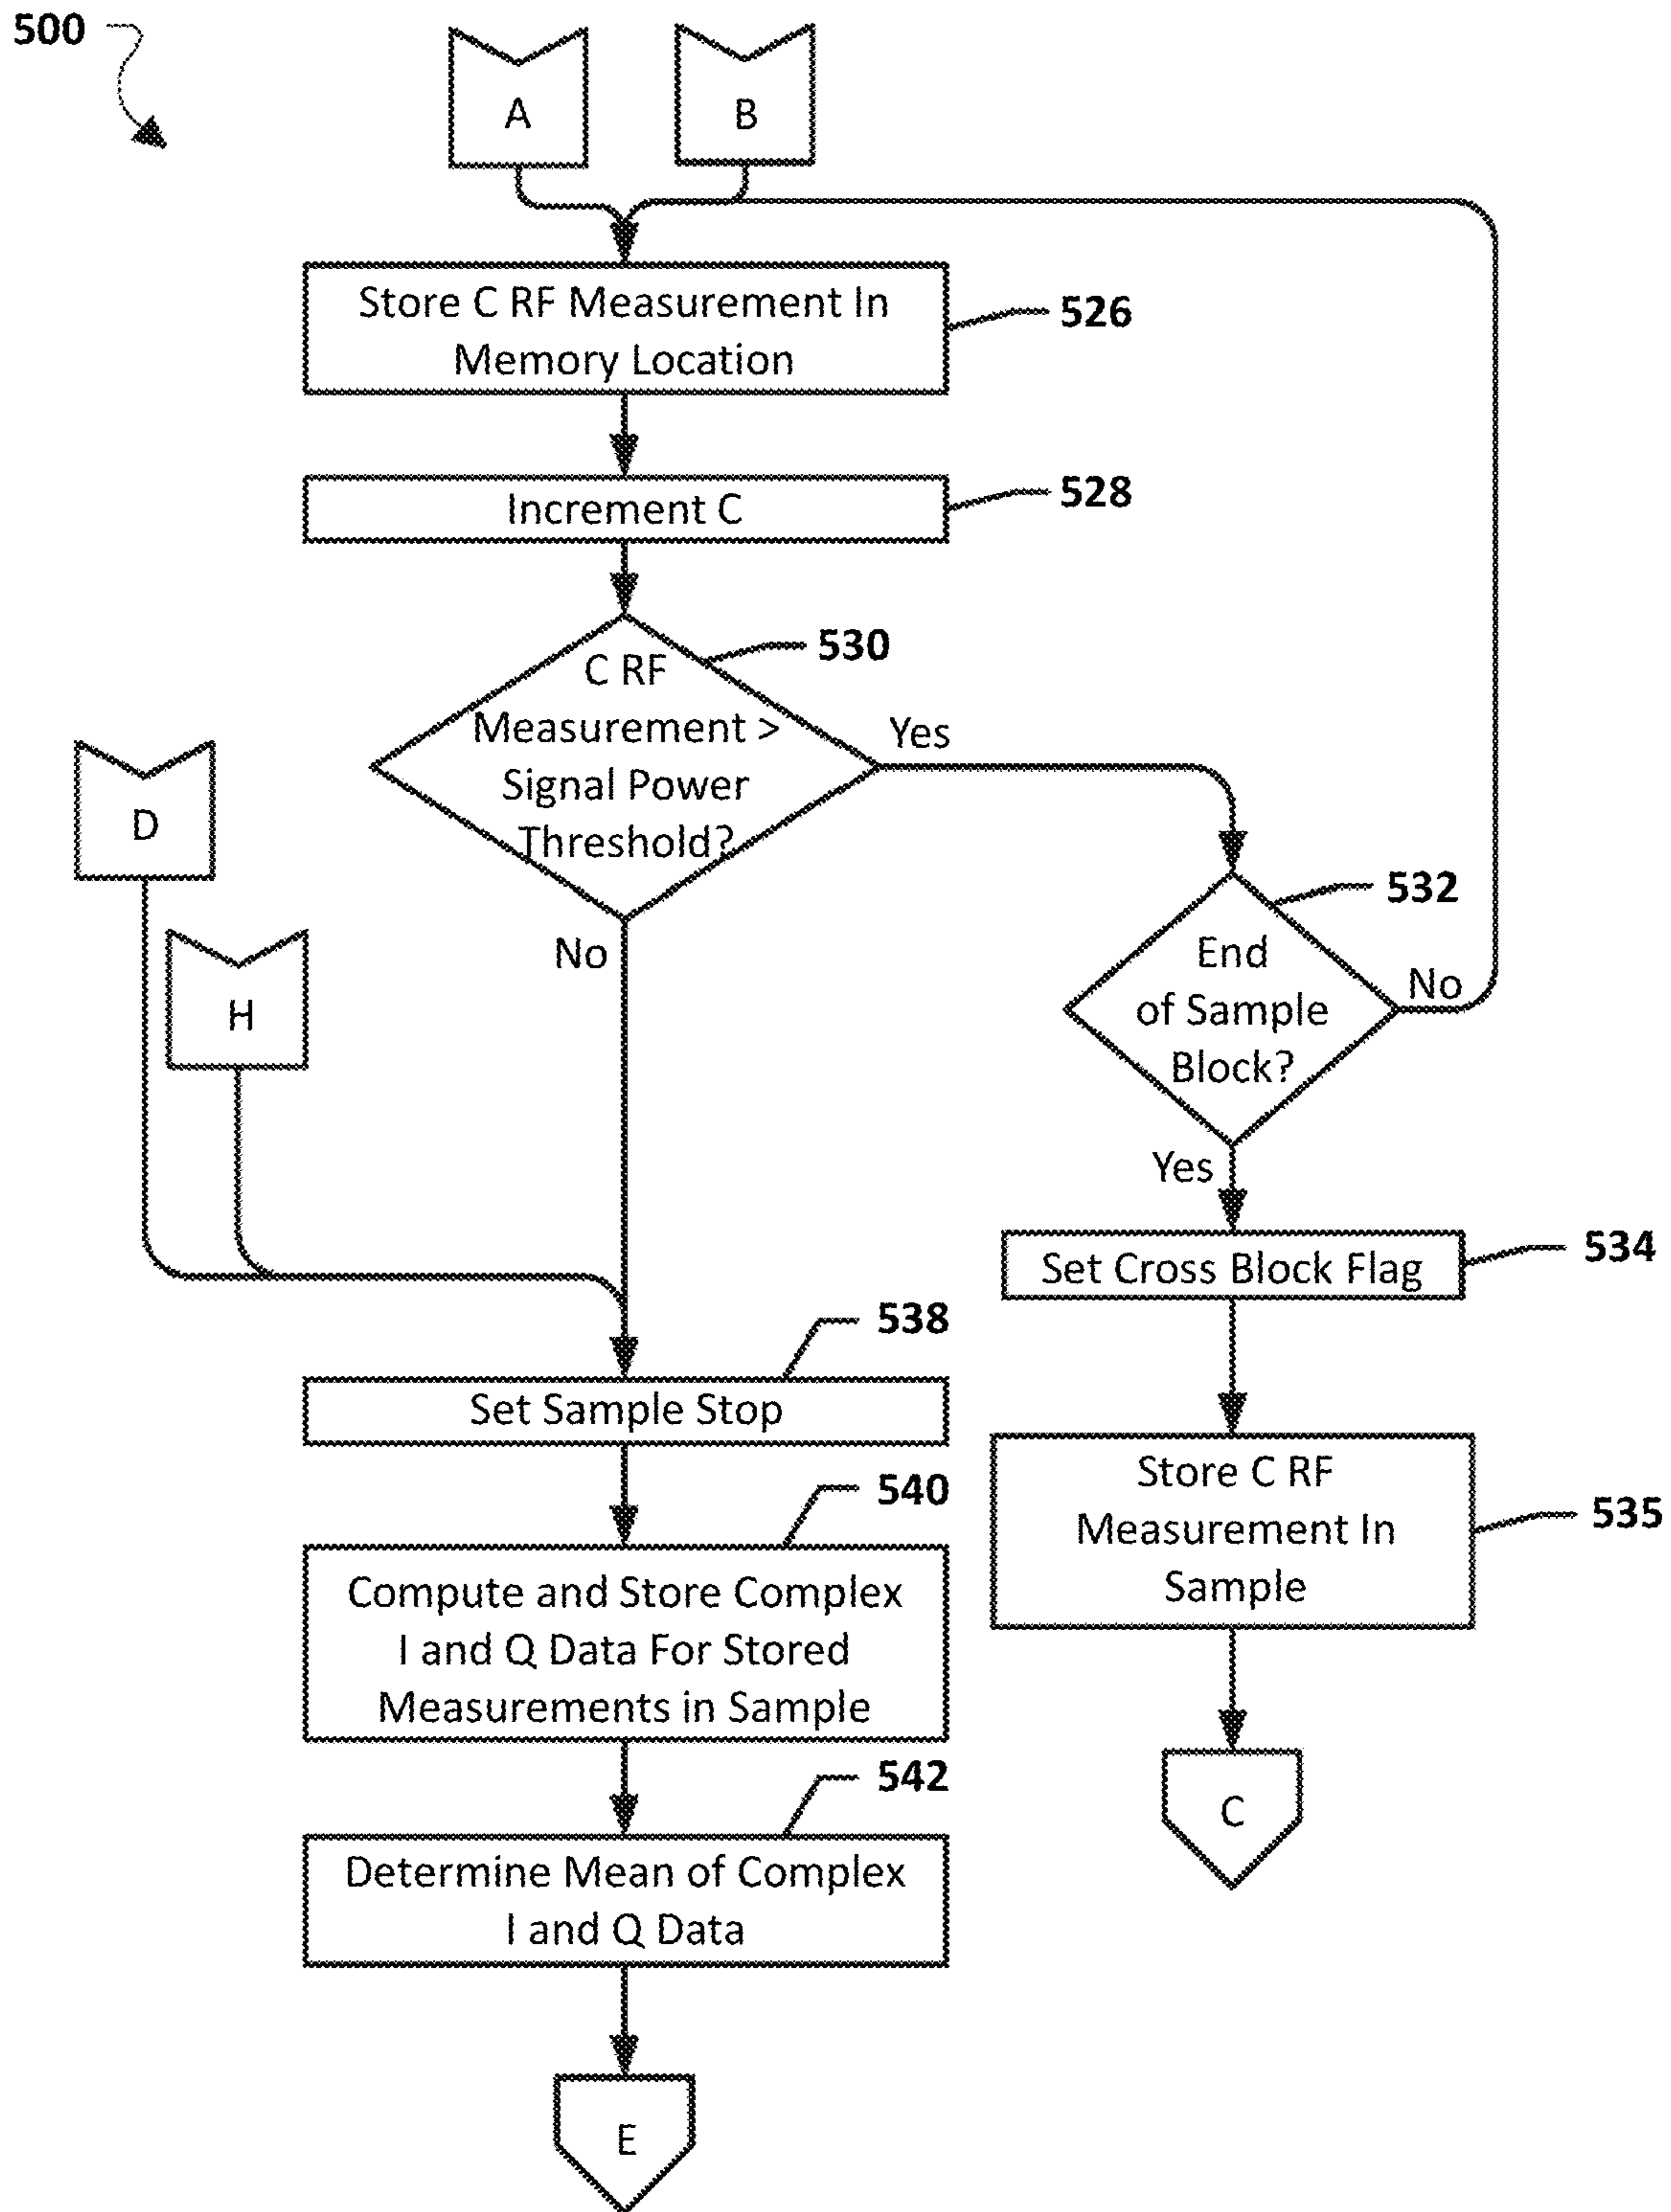 500
A
B
Store C RF Measurement In
Memory Location
526
Increment C
528
530
C RF
Measurement >
Signal Power
Threshold?
Yes
No
D
H
532
End
of Sample
Block?
No
Yes
Set Cross Block Flag
534
538
Set Sample Stop
Store C RF
Measurement In
Sample
535
540
Compute and Store Complex
I and Q Data For Stored
Measurements in Sample
542
Determine Mean of Complex
I and Q Data
C
E